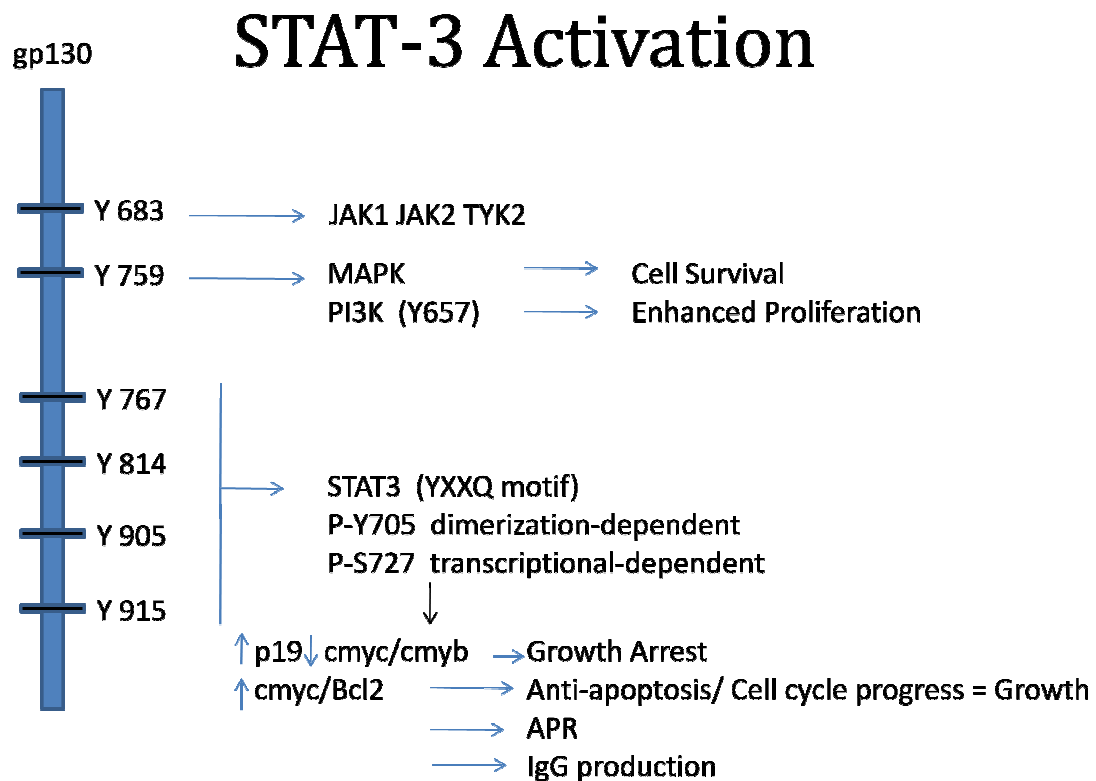 STAT-3 Activation
gp130
Y 683 JAK1 JAK2 TYK2
Y 759 MAPK Cell Survival
PI3K (Y657) Enhanced Proliferation
Y 767
Y 814
STAT3 (YXXQ motif)
Y 905 P-Y705 dimerization-dependent
P-S727 transcriptional-dependent
Y 915
p19 cmyc/cmyb Growth Arrest
cmyc/Bcl2 Anti-apoptosis/ Cell cycle progress = Growth
APR
IgG production